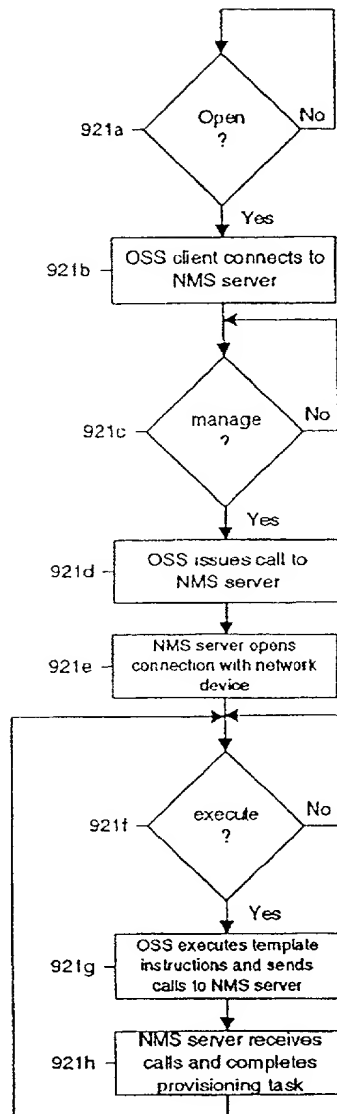 Open
?
No
921a
Yes
OSS client connects to
NMS server
921b
manage
?
No
921c
Yes
OSS issues call to
NMS server
921d
NMS server opens
connection with network
device
921e
execute
?
No
921f
Yes
OSS executes template
instructions and sends
calls to NMS server
921g
NMS server receives
calls and completes
provisioning task
921h